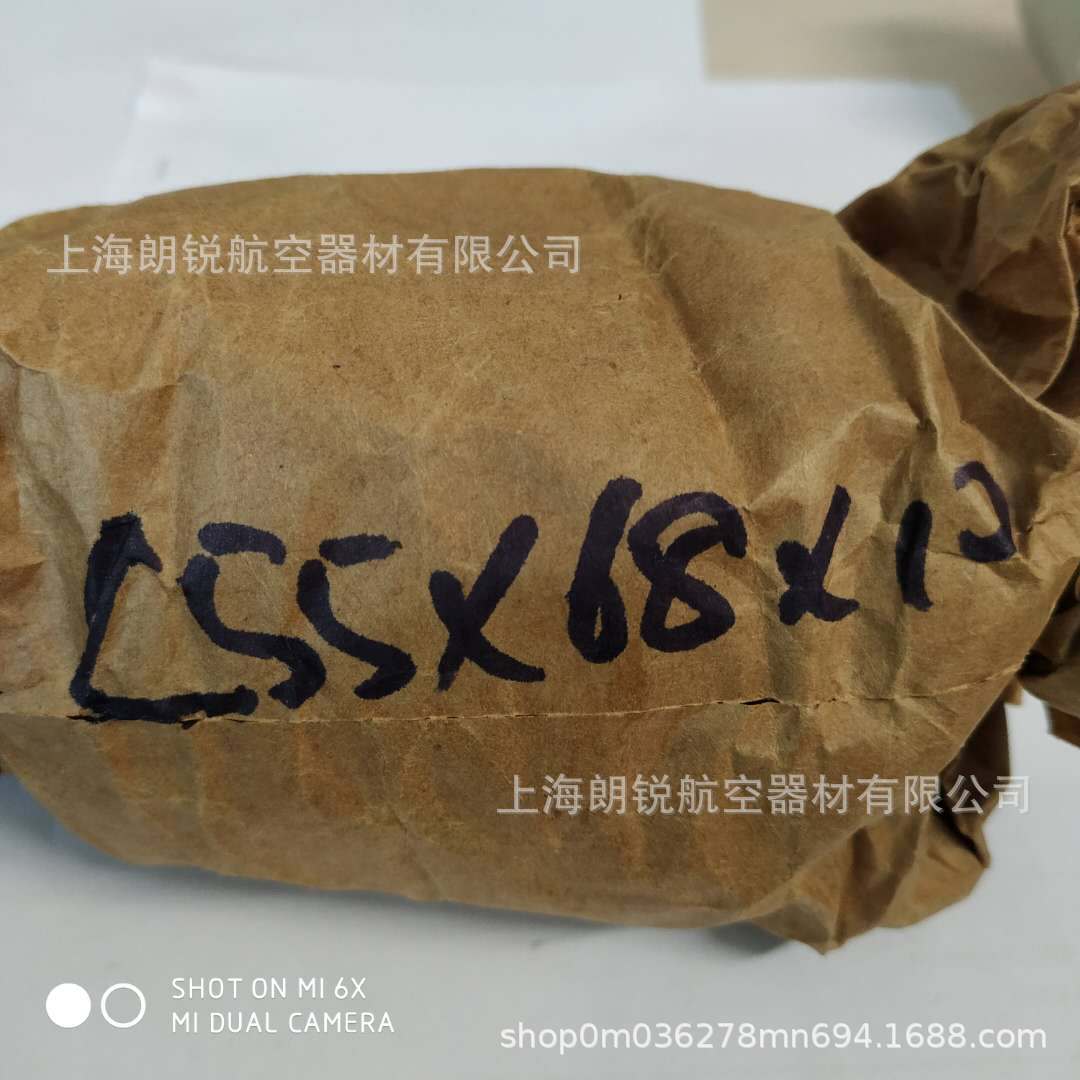 上海朗锐航空器材有限公司
C55X68X12
上海朗锐航空器材有限公司
SHOT ON MI 6X
MI DUAL CAMERA
shop0m036278mn694.1688.com